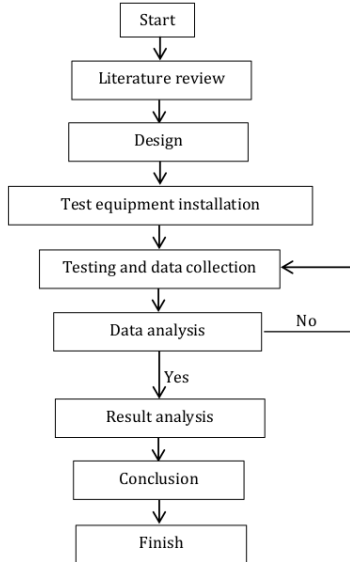 Start
Literature review
Design
Test equipment installation
Testing and data collection
Data analysis
No
Yes
Result analysis
Conclusion
Finish